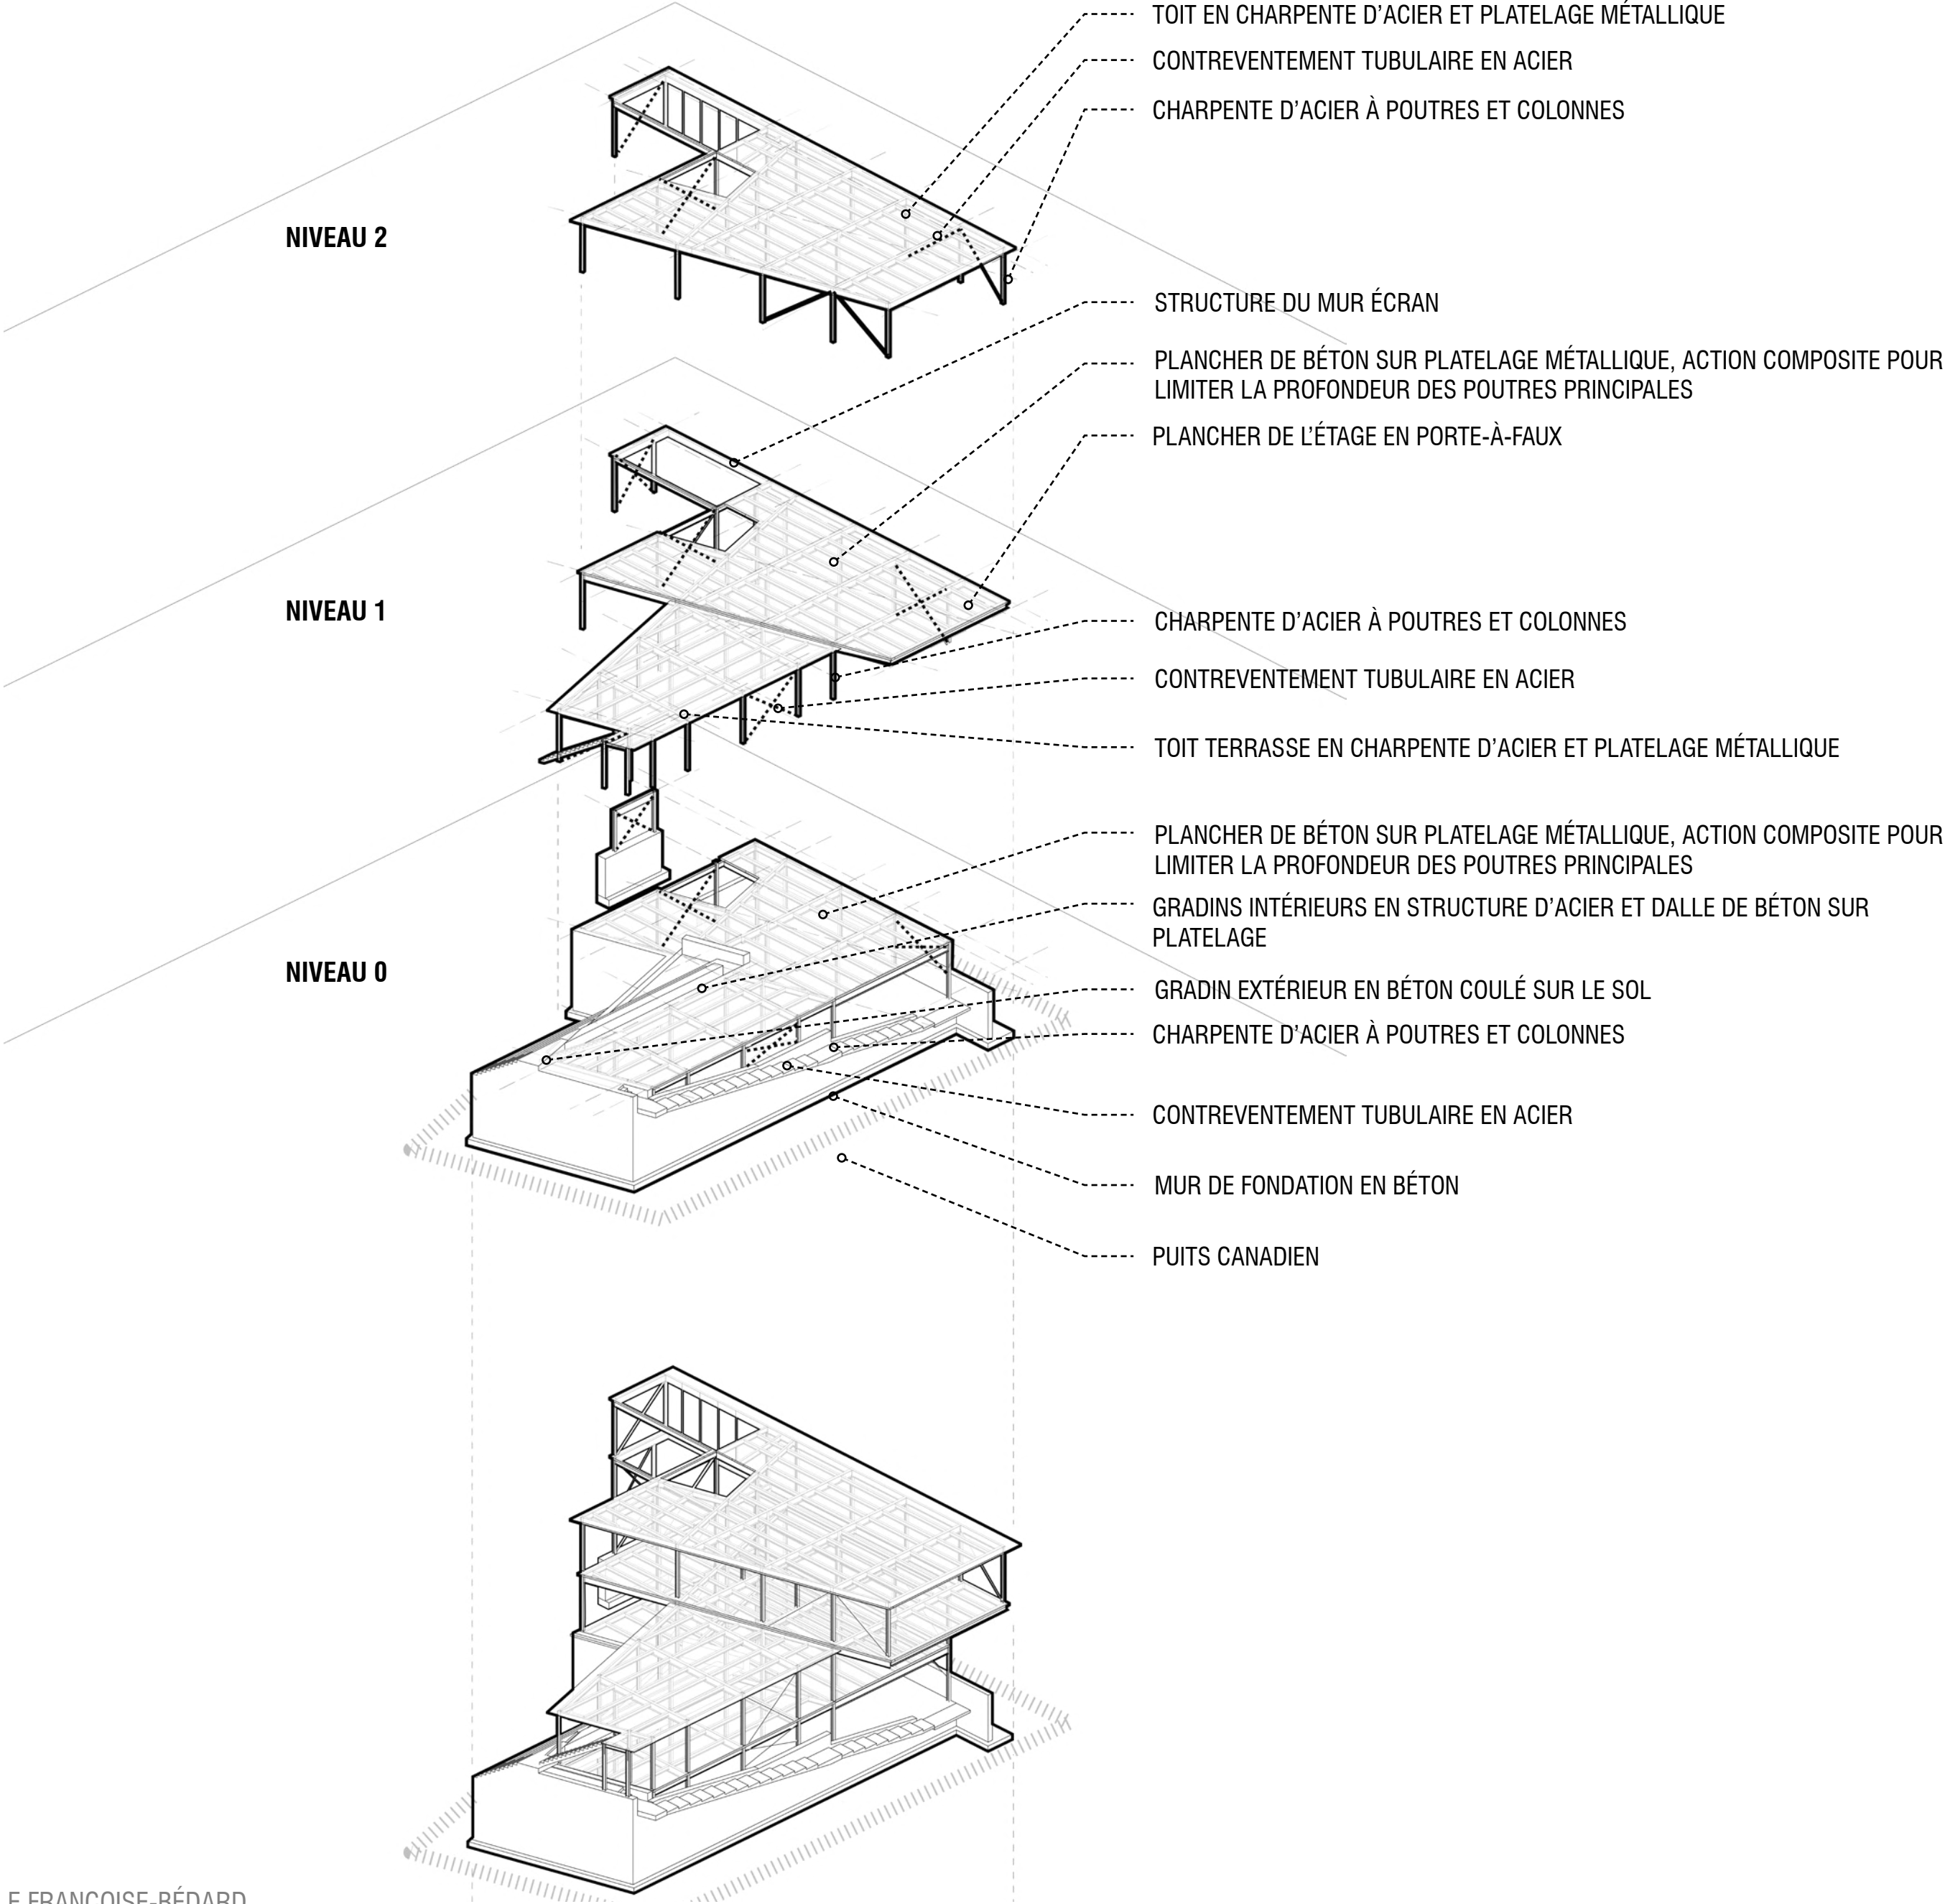 TOIT EN CHARPENTE D’ACIER ET PLATELAGE MÉTALLIQUE
CONTREVENTEMENT TUBULAIRE EN ACIER
CHARPENTE D’ACIER À POUTRES ET COLONNES
NIVEAU 2
STRUCTURE DU MUR ÉCRAN
PLANCHER DE BÉTON SUR PLATELAGE MÉTALLIQUE, ACTION COMPOSITE POUR
LIMITER LA PROFONDEUR DES POUTRES PRINCIPALES
PLANCHER DE L’ÉTAGE EN PORTE-À-FAUX
NIVEAU 1
CHARPENTE D’ACIER À POUTRES ET COLONNES
CONTREVENTEMENT TUBULAIRE EN ACIER
TOIT TERRASSE EN CHARPENTE D’ACIER ET PLATELAGE MÉTALLIQUE
PLANCHER DE BÉTON SUR PLATELAGE MÉTALLIQUE, ACTION COMPOSITE POUR
LIMITER LA PROFONDEUR DES POUTRES PRINCIPALES
GRADINS INTÉRIEURS EN STRUCTURE D’ACIER ET DALLE DE BÉTON SUR
PLATELAGE
NIVEAU 0
GRADIN EXTÉRIEUR EN BÉTON COULÉ SUR LE SOL
CHARPENTE D’ACIER À POUTRES ET COLONNES
CONTREVENTEMENT TUBULAIRE EN ACIER
MUR DE FONDATION EN BÉTON
PUITS CANADIEN
E FRANÇOISE-BÉDARD